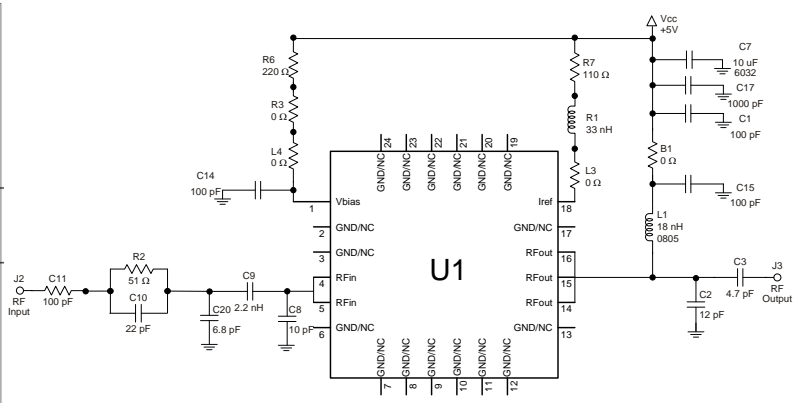 Vcc
+5V
R6
220 Ω
R7
110 Ω
C7
10 uF
6032
C17
1000 pF
R3
0 Ω
R1
33 nH
C1
100 pF
L4
0 Ω
24 23 22 21 20 19
GND/NC GND/NC GND/NC GND/NC GND/NC GND/NC
B1
0 Ω
C14
100 pF
L3
0 Ω
C15
100 pF
1 Vbias
Iref 18
L1
18 nH
0805
2 GND/NC
GND/NC 17
3 GND/NC
RFout 16
U1
J2
RF
Input
C11
100 pF
R2
51 Ω
C10
22 pF
C20
6.8 pF
C9
2.2 nH
C8
10 pF
4 RFin
RFout 15
5 RFin
RFout 14
6 GND/NC
GND/NC 13
C3
4.7 pF
J3
RF
Output
C2
12 pF
GND/NC GND/NC GND/NC GND/NC GND/NC GND/NC
7 8 9 10 11 12